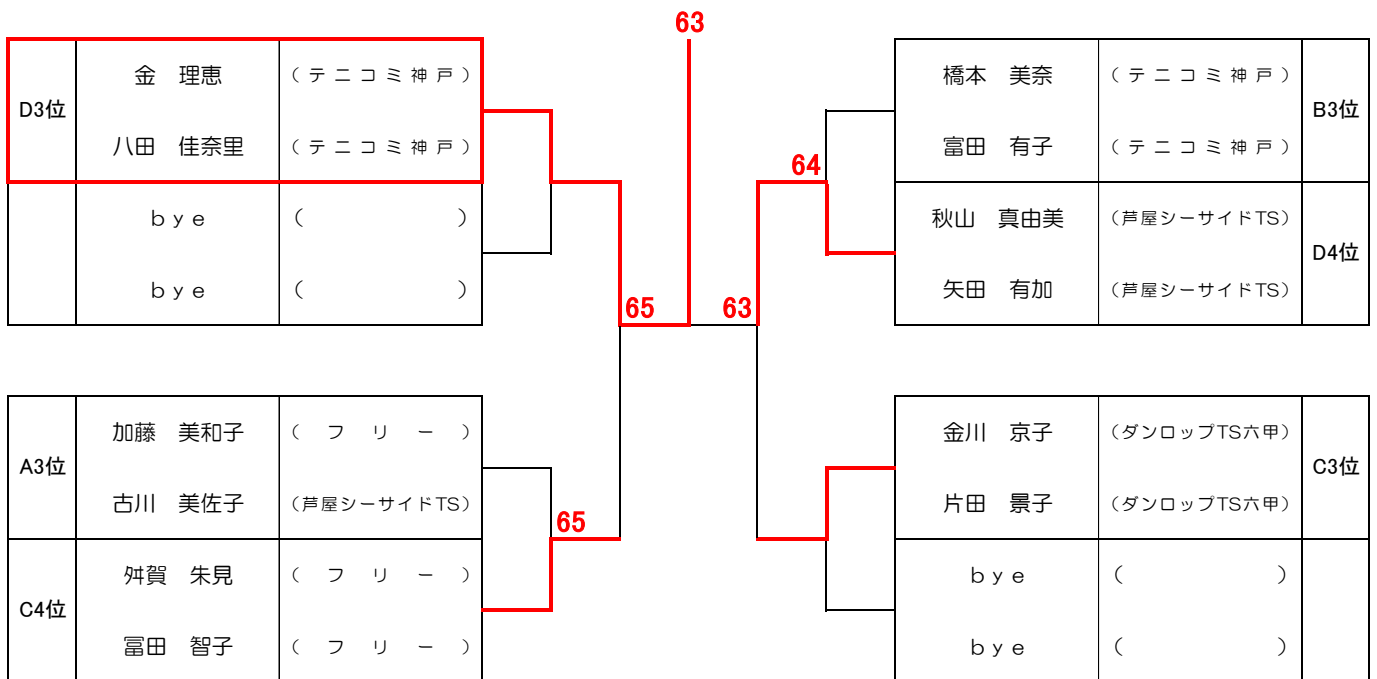 63
D3位
金 理恵 (テニコミ神戸)
八田 佳奈里 (テニコミ神戸)
bye ( )
bye ( )
65
A3位
加藤 美和子 (フリー)
古川 美佐子 (芦屋シーサイドTS)
65
C4位
舛賀 朱見 (フリー)
冨田 智子 (フリー)
橋本 美奈 (テニコミ神戸)
富田 有子 (テニコミ神戸)
B3位
64
秋山 真由美 (芦屋シーサイドTS)
矢田 有加 (芦屋シーサイドTS)
D4位
63
金川 京子 (ダンロップTS六甲)
片田 景子 (ダンロップTS六甲)
C3位
bye ( )
bye ( )